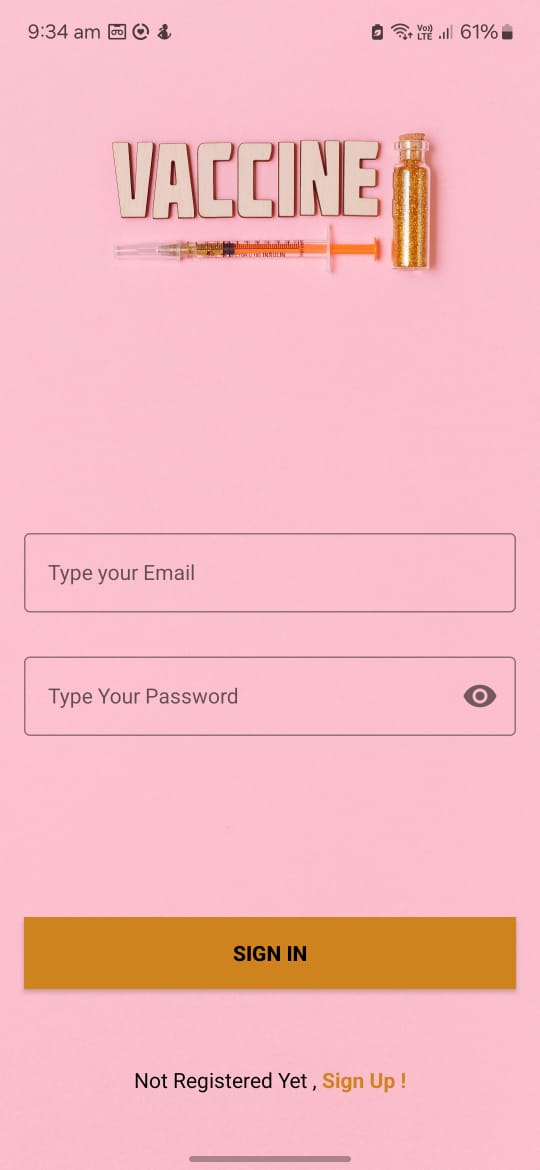 9:34 am
Vo)) LTE 61%
VACCINE
INSULIN
Type your Email
Type Your Password
SIGN IN
Not Registered Yet , Sign Up !